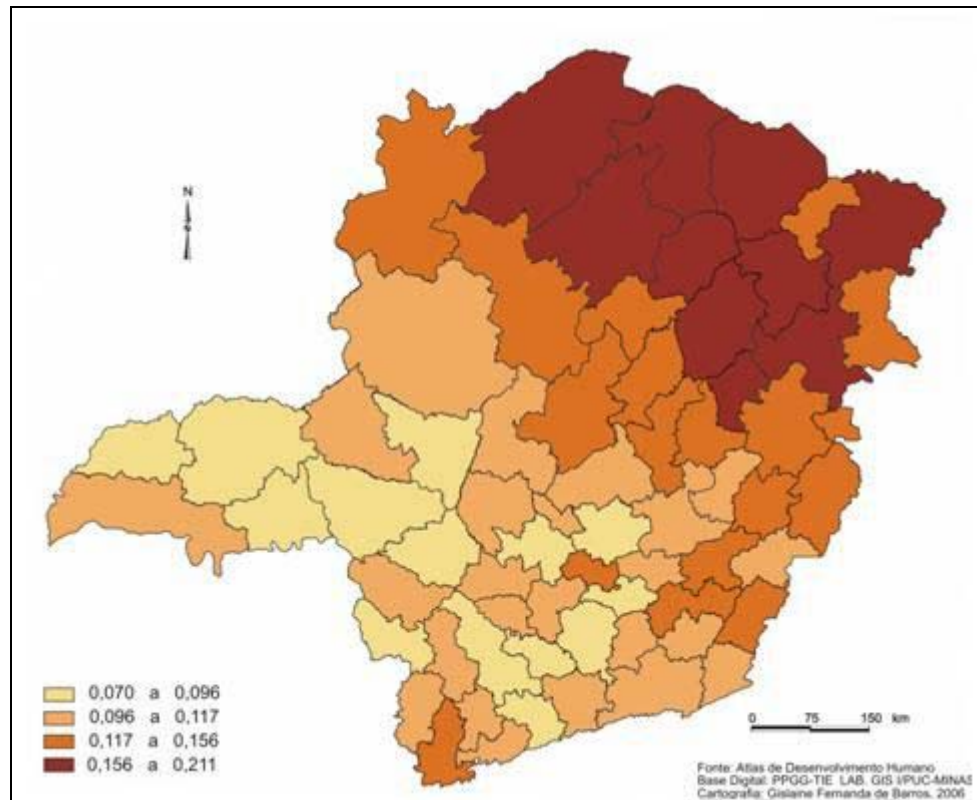 N
0,070 a 0,096
0,096 a 0,117
0,117 a 0,156
0,156 a 0,211
0 75 150 km
Fonte: Atlas de Desenvolvimento Humano
Base Digital: PPGG-TIE LAB. GIS I/PUC-MINAS
Cartografia: Gislaine Fernanda de Barros, 2006